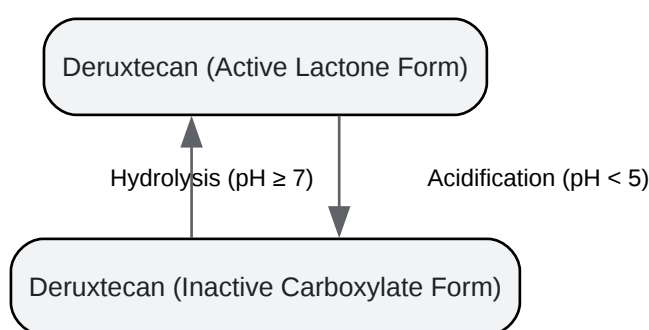 Deruxtecan (Active Lactone Form)
Hydrolysis (pH ≥ 7)
Acidification (pH < 5)
Deruxtecan (Inactive Carboxylate Form)